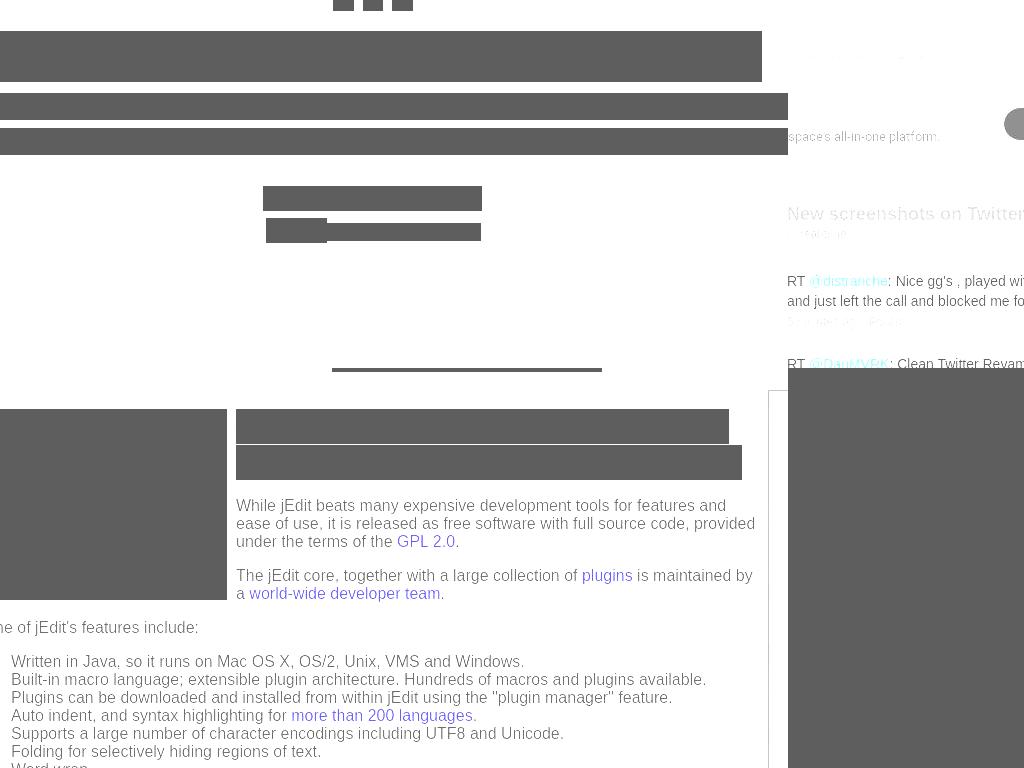 space's all-in-one platform.
New screenshots on Twitter
RT @distranche: Nice gg's , played wi
and just left the call and blocked me fo
RT @DanMVRK: Clean Twitter Revam
While jEdit beats many expensive development tools for features and
ease of use, it is released as free software with full source code, provided
under the terms of the GPL 2.0.
The jEdit core, together with a large collection of plugins is maintained by
a world-wide developer team.
ne of jEdit's features include:
Written in Java, so it runs on Mac OS X, OS/2, Unix, VMS and Windows.
Built-in macro language; extensible plugin architecture. Hundreds of macros and plugins available.
Plugins can be downloaded and installed from within jEdit using the "plugin manager" feature.
Auto indent, and syntax highlighting for more than 200 languages.
Supports a large number of character encodings including UTF8 and Unicode.
Folding for selectively hiding regions of text.
Word wrap